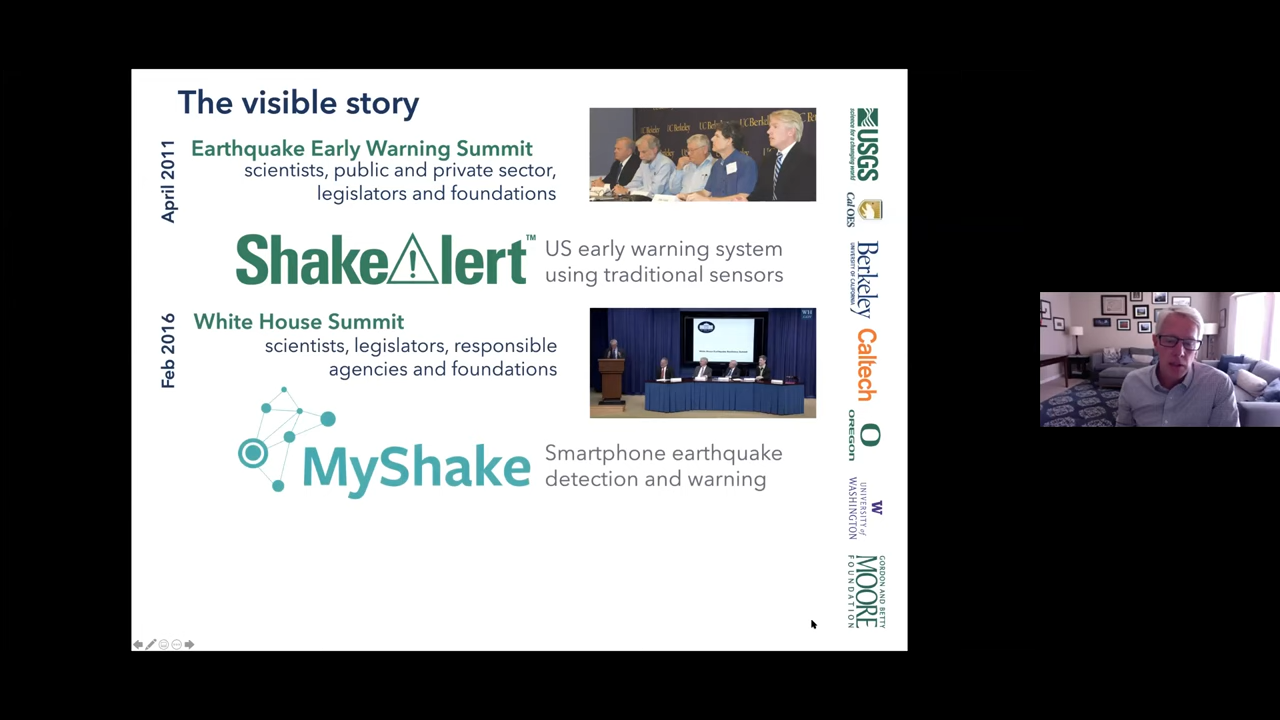 The visible story
April 2011
Earthquake Early Warning Summit
scientists, public and private sector,
legislators and foundations
UC Berkeley
ShakeAlert™
US early warning system
using traditional sensors
Feb 2016
White House Summit
scientists, legislators, responsible
agencies and foundations
MyShake
Smartphone earthquake
detection and warning
USGS
science for a changing world
Cal OES
Berkeley
UNIVERSITY OF CALIFORNIA
Caltech
O
OREGON
W
UNIVERSITY of
WASHINGTON
GORDON AND BETTY
MOORE
FOUNDATION